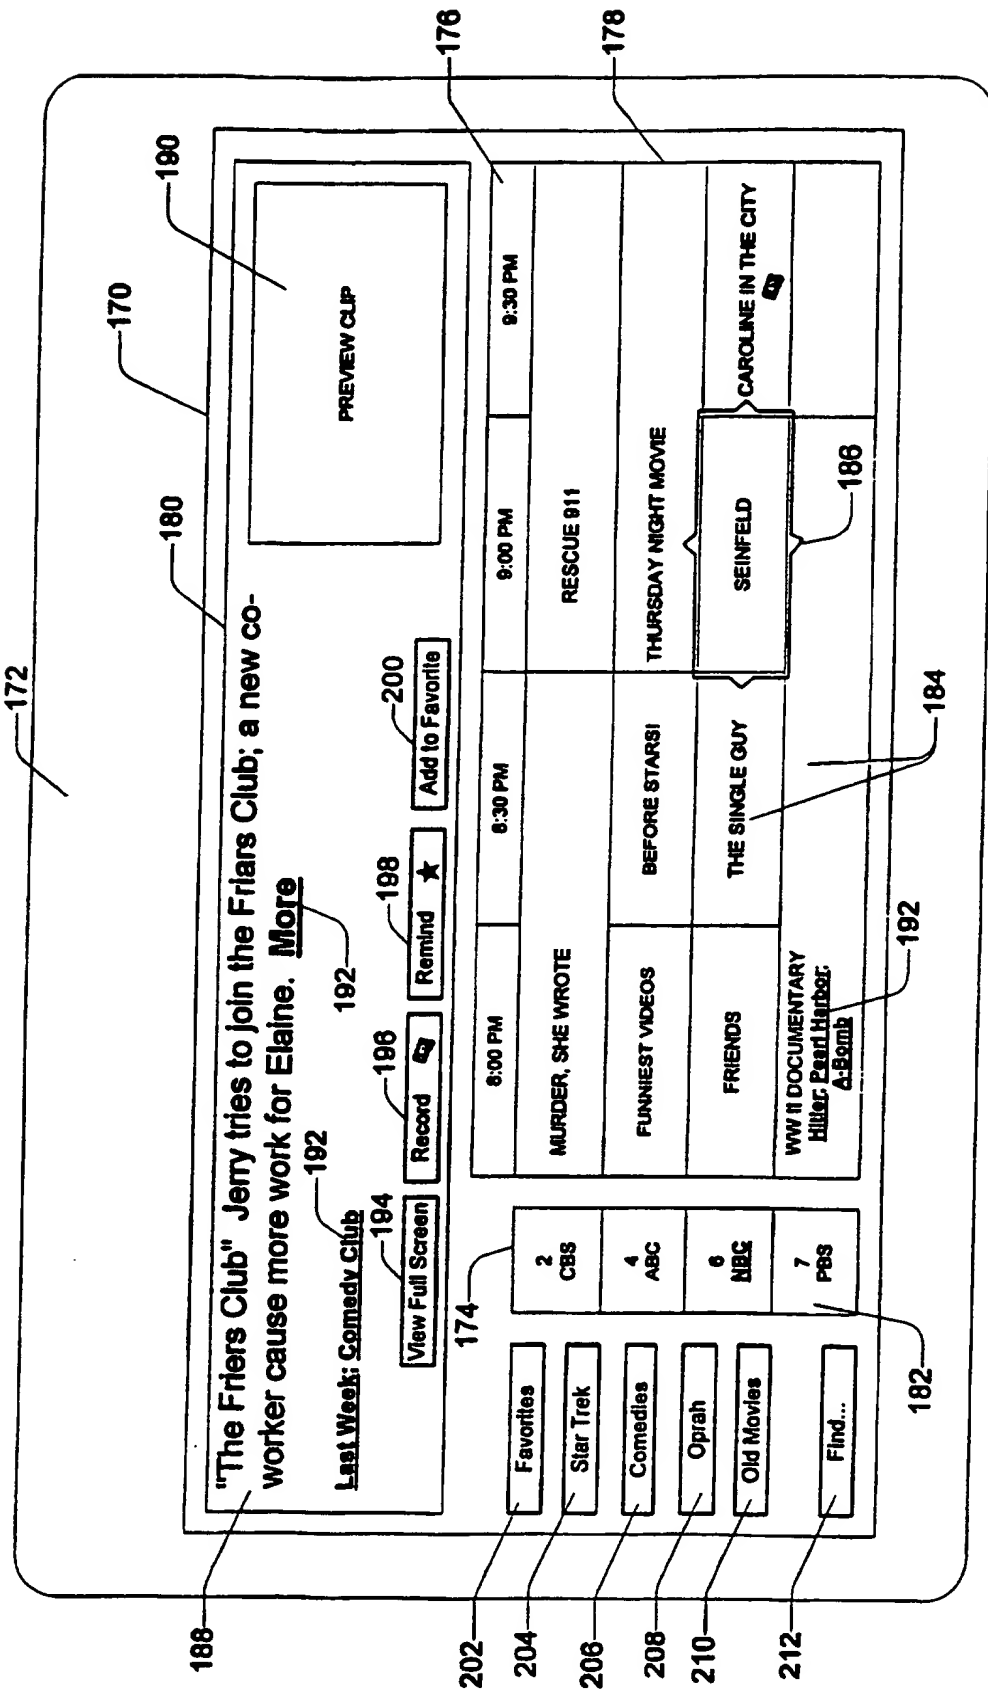 172
170
180
190
176
178
188
"The Friers Club" Jerry tries to join the Friars Club; a new co-
worker cause more work for Elaine. More
192
Last Week: Comedy Club
192
PREVIEW CLIP
194
196
198
200
View Full Screen
Record
Remind ★
Add to Favorite
174
8:00 PM
8:30 PM
9:00 PM
9:30 PM
202
Favorites
2
CBS
MURDER, SHE WROTE
RESCUE 911
204
Star Trek
206
Comedies
4
ABC
FUNNIEST VIDEOS
BEFORE STARS!
THURSDAY NIGHT MOVIE
208
Oprah
210
Old Movies
6
NBC
FRIENDS
THE SINGLE GUY
SEINFELD
CAROLINE IN THE CITY
212
Find...
7
PBS
WW II DOCUMENTARY
Hitler, Pearl Harbor,
A-Bomb
182
192
184
186